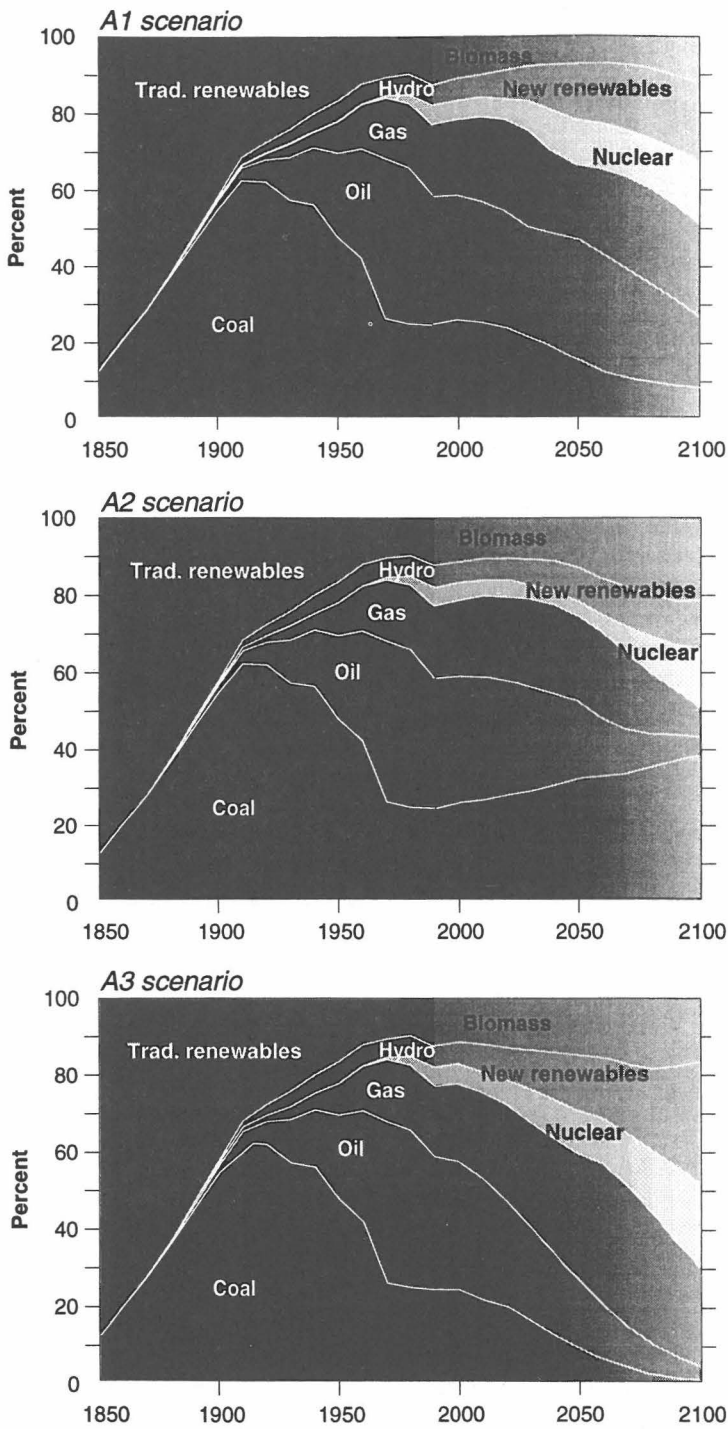 A1 scenario
100
Biomass
Trad. renewables
Hydro
New renewables
80
Gas
Nuclear
60
Oil
Percent
40
Coal
20
0
1850 1900 1950 2000 2050 2100
A2 scenario
100
Biomass
Trad. renewables
Hydro
80
New renewables
Gas
Nuclear
60
Oil
Percent
40
Coal
20
0
1850 1900 1950 2000 2050 2100
A3 scenario
100
Biomass
Trad. renewables
Hydro
80
New renewables
Gas
Nuclear
60
Oil
Percent
40
Coal
20
0
1850 1900 1950 2000 2050 2100